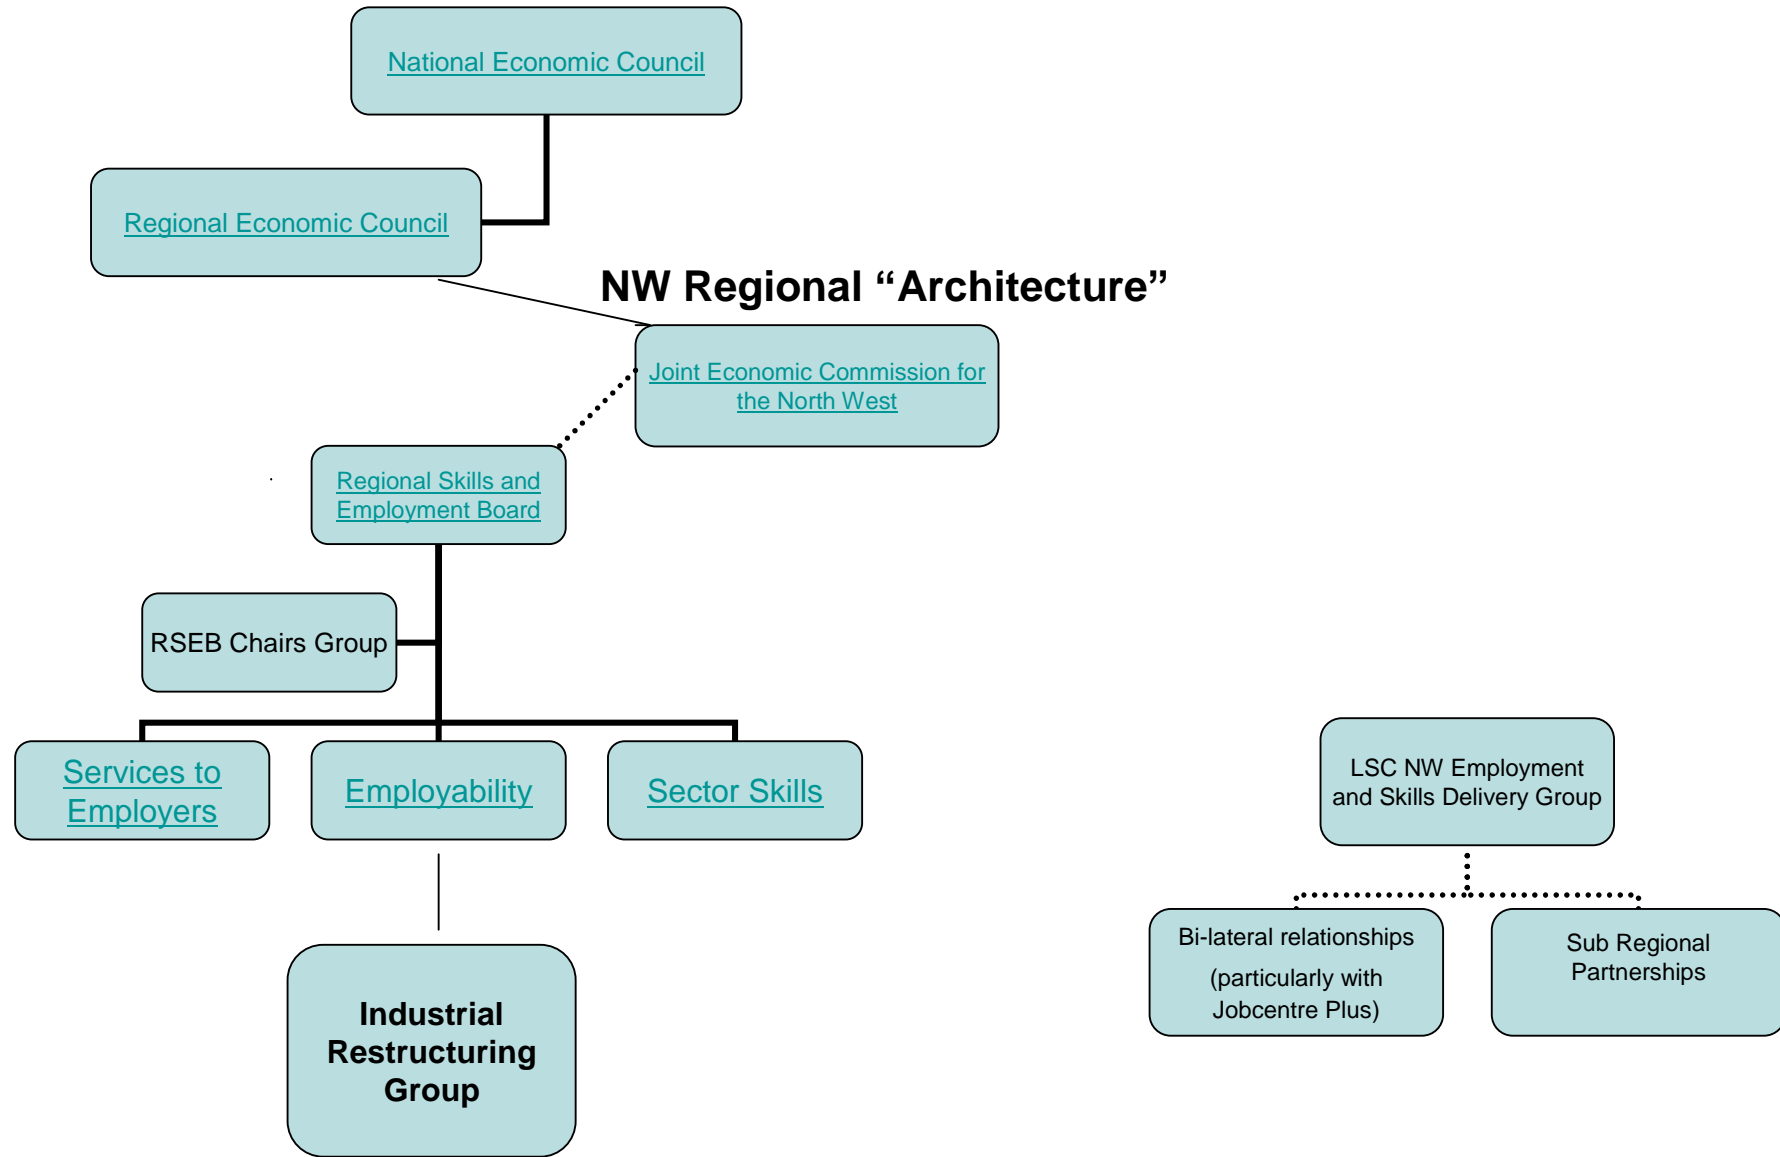 National Economic Council
Regional Economic Council
NW Regional “Architecture”
Joint Economic Commission for
the North West
Regional Skills and
Employment Board
RSEB Chairs Group
Services to
Employers
Employability
Sector Skills
LSC NW Employment
and Skills Delivery Group
Bi-lateral relationships
(particularly with
Jobcentre Plus)
Sub Regional
Partnerships
Industrial
Restructuring
Group